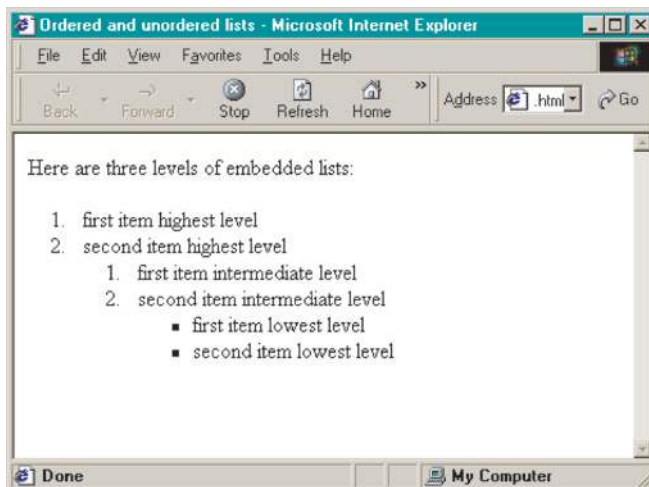 Ordered and unordered lists - Microsoft Internet Explorer
File Edit View Favorites Tools Help
Back Forward Stop Refresh Home » Address .html Go
Here are three levels of embedded lists:
1. first item highest level
2. second item highest level
1. first item intermediate level
2. second item intermediate level
▪ first item lowest level
▪ second item lowest level
Done My Computer